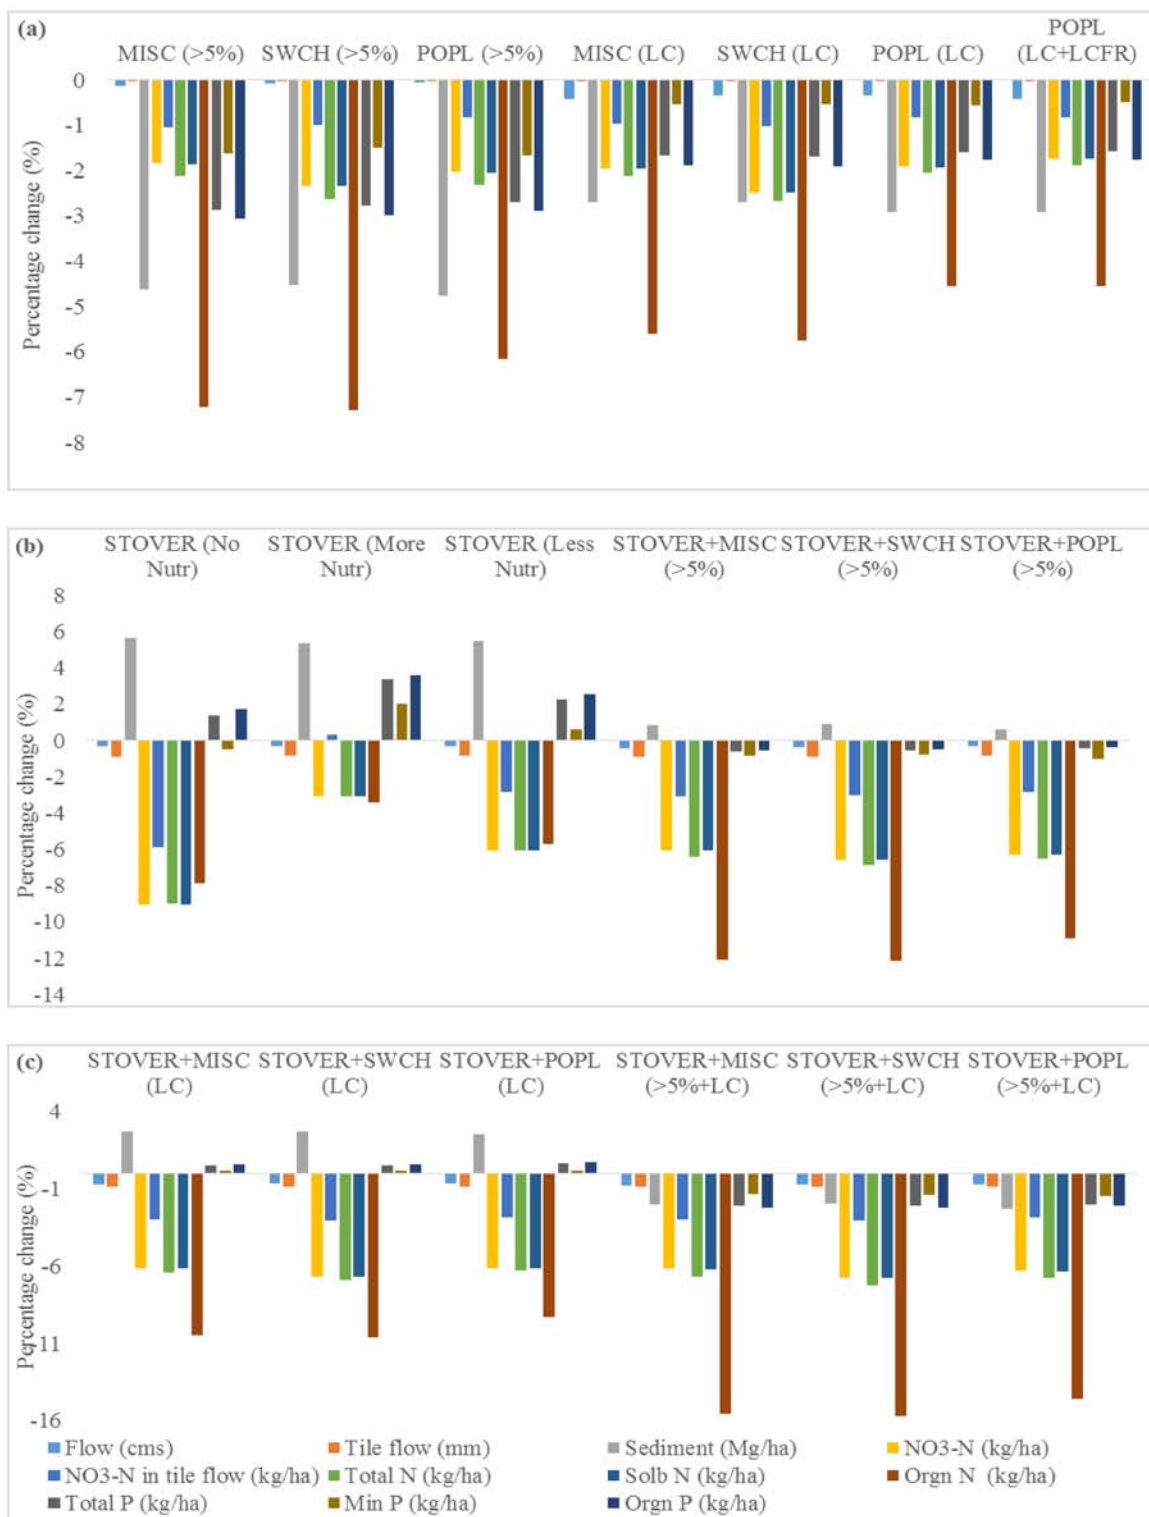 (a)
MISC (>5%) SWCH (>5%) POPL (>5%) MISC (LC) SWCH (LC) POPL (LC) POPL
(LC+LCFR)
Percentage change (%)
0
-1
-2
-3
-4
-5
-6
-7
-8
(b)
STOVER (No STOVER (More STOVER (Less STOVER+MISC STOVER+SWCH STOVER+POPL
Nutr) Nutr) Nutr) (>5%) (>5%) (>5%)
Percentage change (%)
8
6
4
2
0
-2
-4
-6
-8
-10
-12
-14
(c)
STOVER+MISC STOVER+SWCH STOVER+POPL STOVER+MISC STOVER+SWCH STOVER+POPL
(LC) (LC) (LC) (>5%+LC) (>5%+LC) (>5%+LC)
Percentage change (%)
4
-1
-6
-11
-16
Flow (cms) Tile flow (mm) Sediment (Mg/ha) NO3-N (kg/ha)
NO3-N in tile flow (kg/ha) Total N (kg/ha) Solb N (kg/ha) Orgn N (kg/ha)
Total P (kg/ha) Min P (kg/ha) Orgn P (kg/ha)